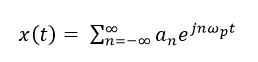 x(t) = ∑_{n=-∞}^{∞} a_n e^{jnω_p t}